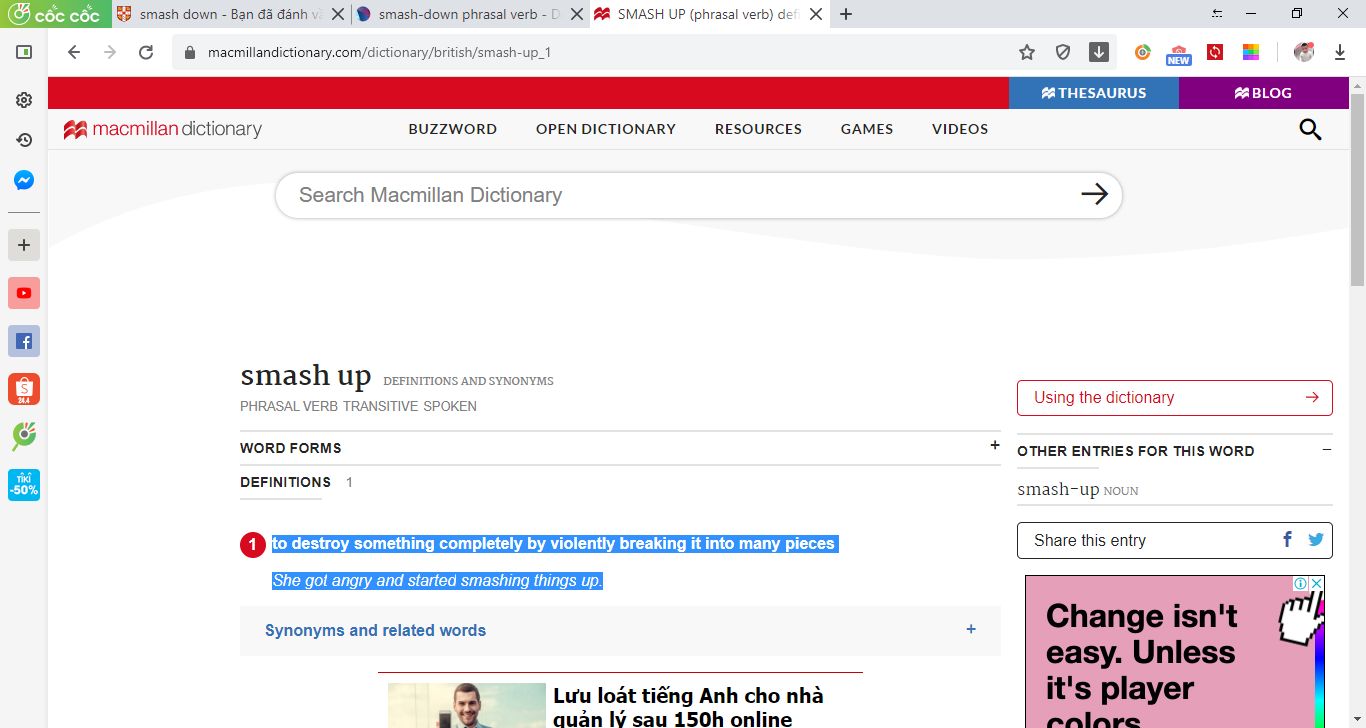 cốc cốc
smash down - Bạn đã đánh
smash-down phrasal verb - D
SMASH UP (phrasal verb) defi
macmillandictionary.com/dictionary/british/smash-up_1
NEW
THESAURUS
BLOG
macmillan dictionary
BUZZWORD
OPEN DICTIONARY
RESOURCES
GAMES
VIDEOS
Search Macmillan Dictionary
smash up DEFINITIONS AND SYNONYMS
PHRASAL VERB TRANSITIVE SPOKEN
WORD FORMS +
DEFINITIONS 1
1 to destroy something completely by violently breaking it into many pieces
She got angry and started smashing things up.
Synonyms and related words +
Lưu loát tiếng Anh cho nhà
quản lý sau 150h online
Using the dictionary
OTHER ENTRIES FOR THIS WORD −
smash-up NOUN
Share this entry
Change isn't
easy. Unless
it's player
colors.
S
24.4
TIKI
-50%